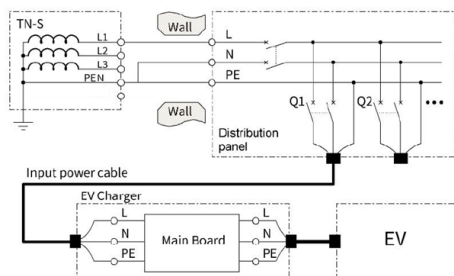 TN-S
L1
L2
L3
PEN
Wall
Wall
L
N
PE
Q1
Q2
Distribution
panel
Input power cable
EV Charger
L
N
PE
Main Board
L
N
PE
EV